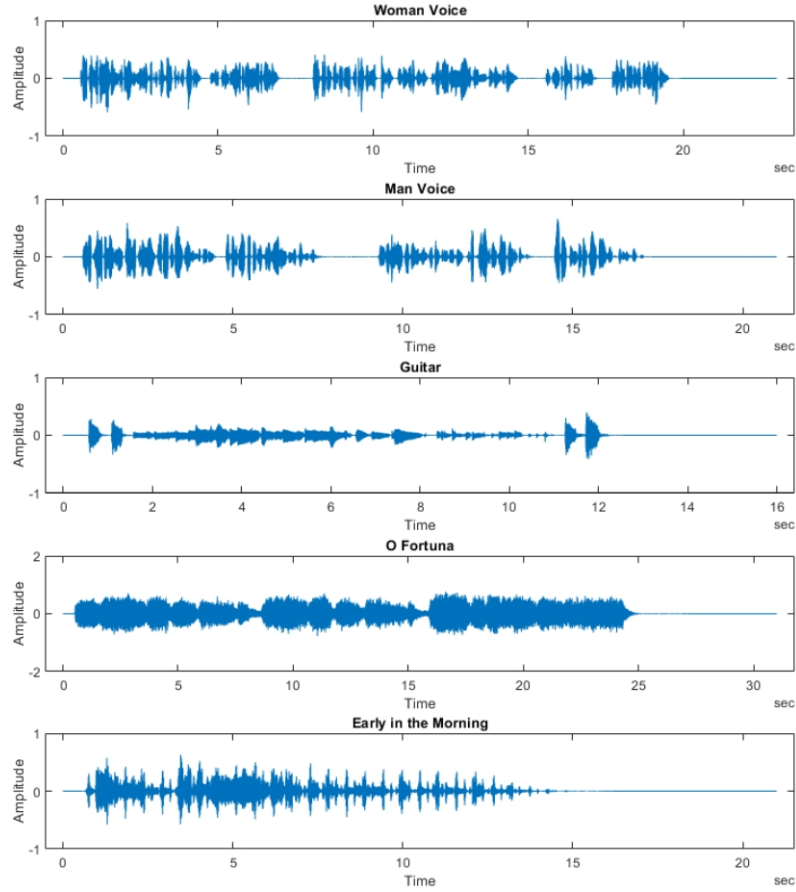 Woman Voice
1
0
-1
Amplitude
0 5 10 15 20
Time
sec
Man Voice
1
0
-1
Amplitude
0 5 10 15 20
Time
sec
Guitar
1
0
-1
Amplitude
0 2 4 6 8 10 12 14 16
Time
sec
O Fortuna
2
0
-2
Amplitude
0 5 10 15 20 25 30
Time
sec
Early in the Morning
1
0
-1
Amplitude
0 5 10 15 20
Time
sec